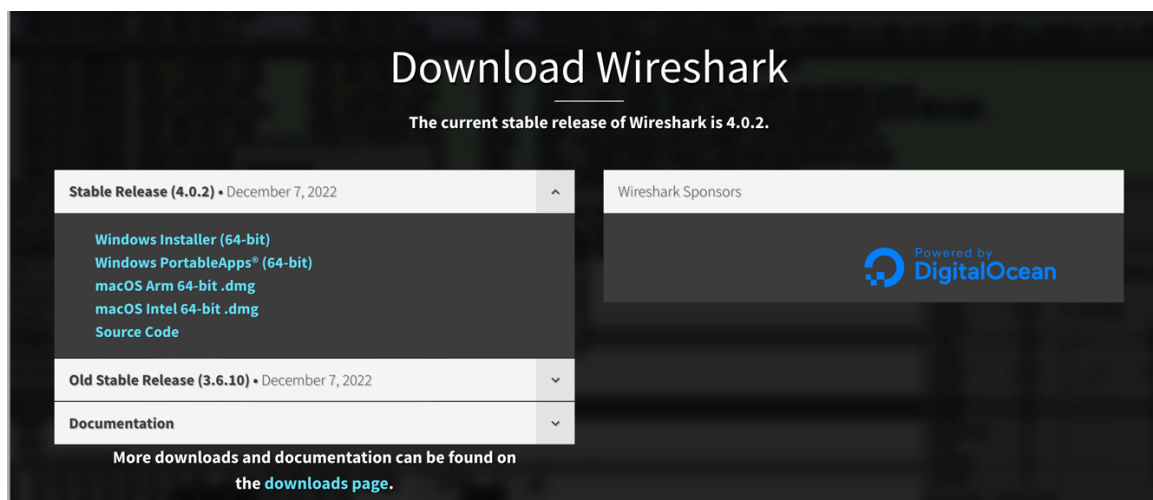 Download Wireshark
The current stable release of Wireshark is 4.0.2.
Stable Release (4.0.2) • December 7, 2022
Windows Installer (64-bit)
Windows PortableApps® (64-bit)
macOS Arm 64-bit .dmg
macOS Intel 64-bit .dmg
Source Code
Old Stable Release (3.6.10) • December 7, 2022
Documentation
More downloads and documentation can be found on
the downloads page.
Wireshark Sponsors
Powered by
DigitalOcean